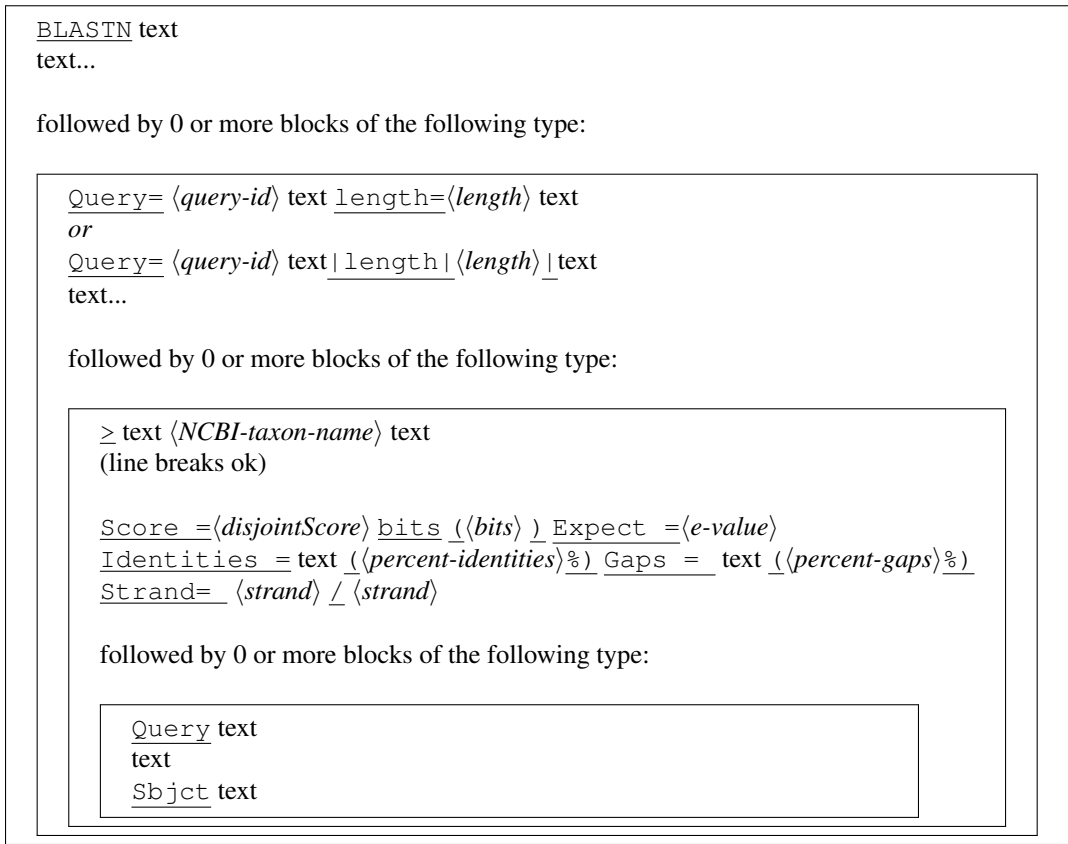 BLASTN text
text...
followed by 0 or more blocks of the following type:
Query= ⟨query-id⟩ text length=⟨length⟩ text
or
Query= ⟨query-id⟩ text|length|⟨length⟩|text
text...
followed by 0 or more blocks of the following type:
> text ⟨NCBI-taxon-name⟩ text
(line breaks ok)
Score =⟨disjointScore⟩ bits (⟨bits⟩ ) Expect =⟨e-value⟩
Identities = text (⟨percent-identities⟩%) Gaps = text (⟨percent-gaps⟩%)
Strand= ⟨strand⟩ / ⟨strand⟩
followed by 0 or more blocks of the following type:
Query text
text
Sbjct text